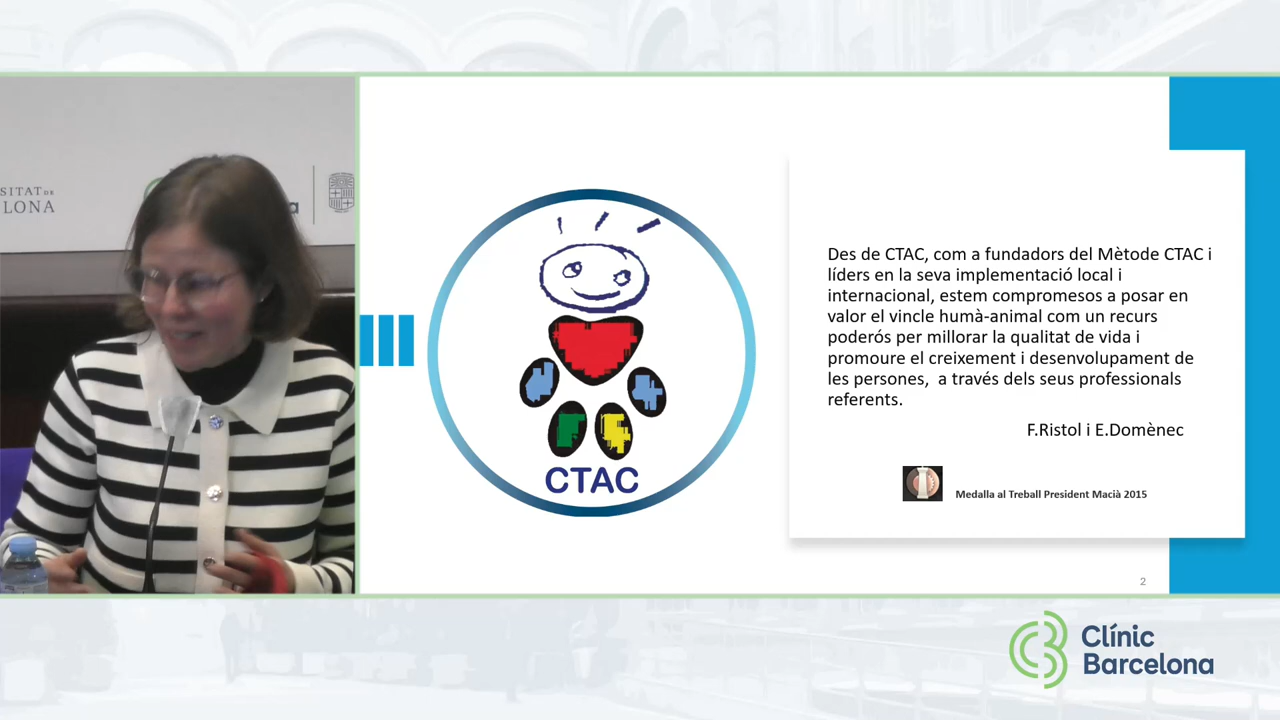 CTAC
Des de CTAC, com a fundadors del Mètode CTAC i
líders en la seva implementació local i
internacional, estem compromesos a posar en
valor el vincle humà-animal com un recurs
poderós per millorar la qualitat de vida i
promoure el creixement i desenvolupament de
les persones, a través dels seus professionals
referents.
F.Ristol i E.Domènec
Medalla al Treball President Macià 2015
2
Clínic
Barcelona